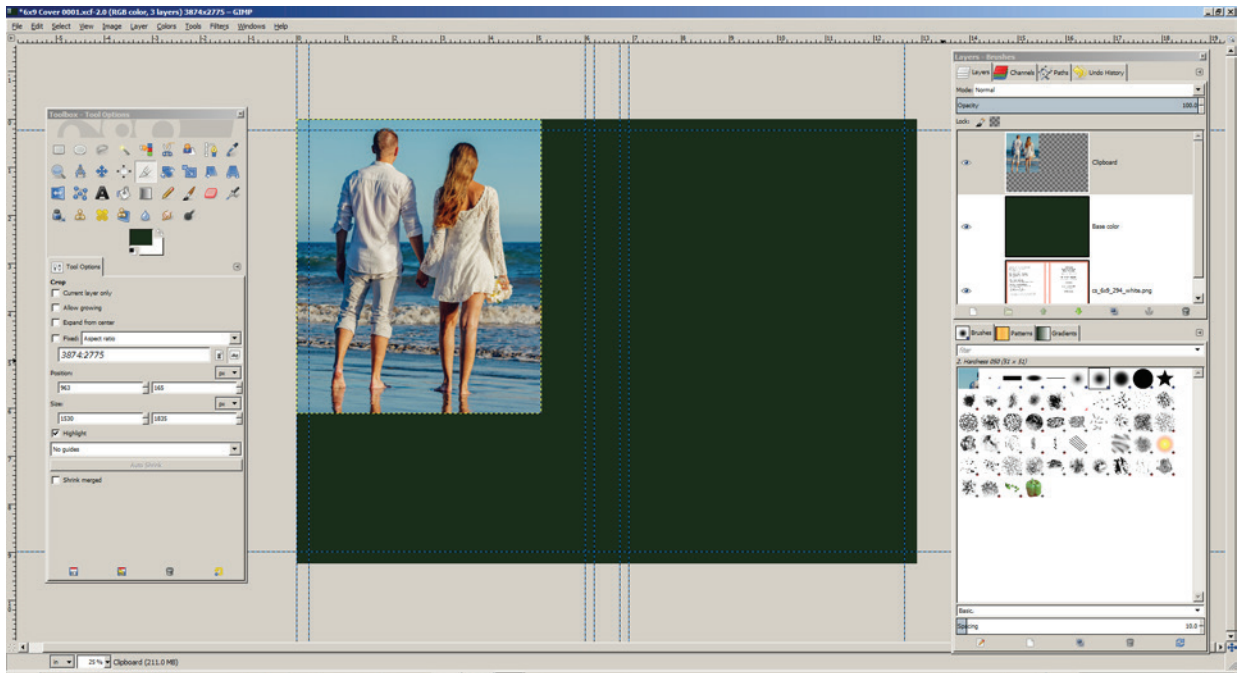 *6x9 Cover 0001.xcf-2.0 (RGB color, 3 layers) 3874x2775 – GIMP
File Edit Select View Image Layer Colors Tools Filters Windows Help
Toolbox - Tool Options
Tool Options
Crop
Current layer only
Allow growing
Expand from center
Fixed: Aspect ratio
3874:2775
Position: px
963 165
Size: px
1530 1835
Highlight
No guides
Auto Shrink
Shrink merged
Layers - Brushes
Layers Channels Paths Undo History
Mode: Normal
Opacity 100.0
Lock:
Clipboard
Base color
cs_6x9_294_white.png
Brushes Patterns Gradients
filter
2. Hardness 050 (51 × 51)
Basic,
Spacing 10.0
in 25 % Clipboard (211.0 MB)